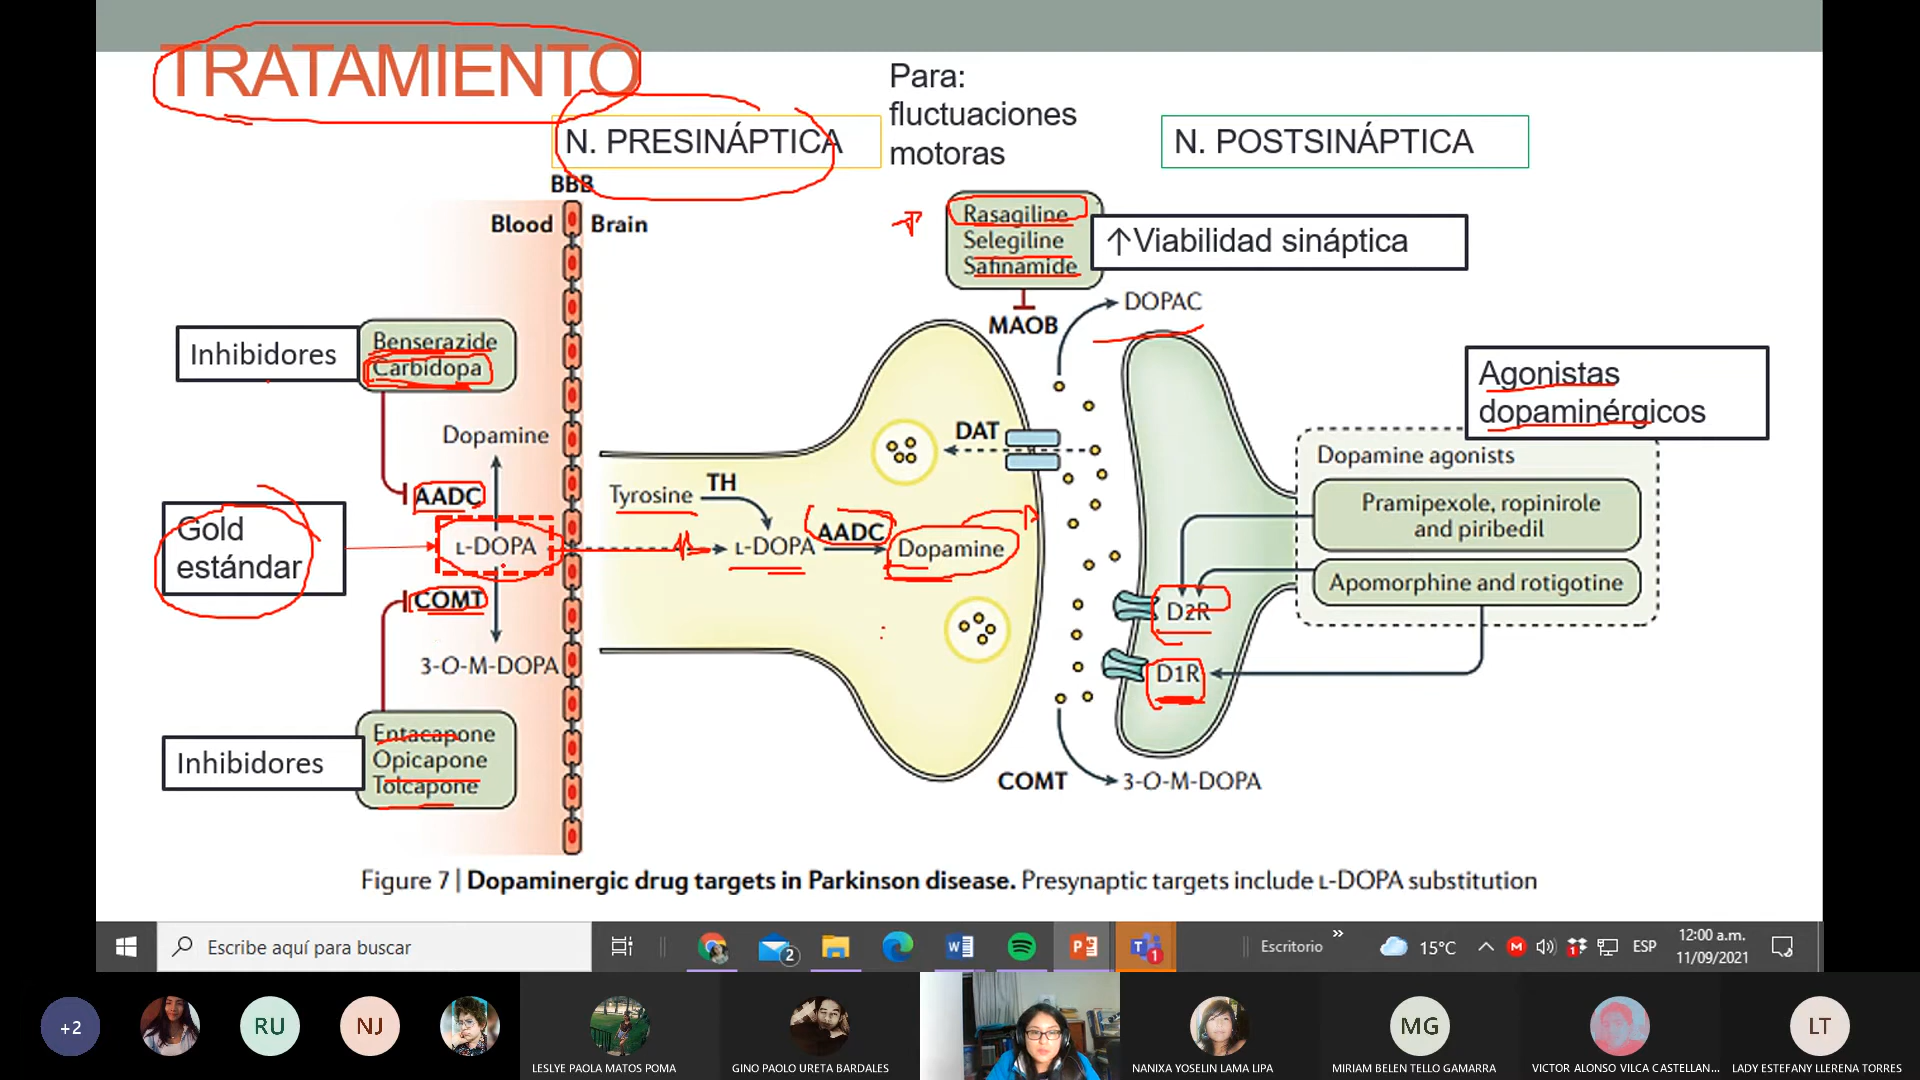 TRATAMIENTO
N. PRESINÁPTICA
Para:
fluctuaciones
motoras
N. POSTSINÁPTICA
BBB
Blood
Brain
Rasagiline
Selegiline
Safinamide
↑Viabilidad sináptica
MAOB
DOPAC
Inhibidores
Benserazide
Carbidopa
Agonistas
dopaminérgicos
Dopamine
DAT
Dopamine agonists
AADC
Tyrosine
TH
Pramipexole, ropinirole
and piribedil
Gold
estándar
L-DOPA
L-DOPA
AADC
Dopamine
Apomorphine and rotigotine
COMT
D2R
3-O-M-DOPA
D1R
Inhibidores
Entacapone
Opicapone
Tolcapone
COMT
3-O-M-DOPA
Figure 7 | Dopaminergic drug targets in Parkinson disease. Presynaptic targets include L-DOPA substitution
Escribe aquí para buscar
2
1
Escritorio
»
15°C
M
1
ESP
12:00 a.m.
11/09/2021
+2
RU
NJ
MG
LT
LESLYE PAOLA MATOS POMA
GINO PAOLO URETA BARDALES
NANIXA YOSELIN LAMA LIPA
MIRIAM BELEN TELLO GAMARRA
VICTOR ALONSO VILCA CASTELLAN...
LADY ESTEFANY LLERENA TORRES